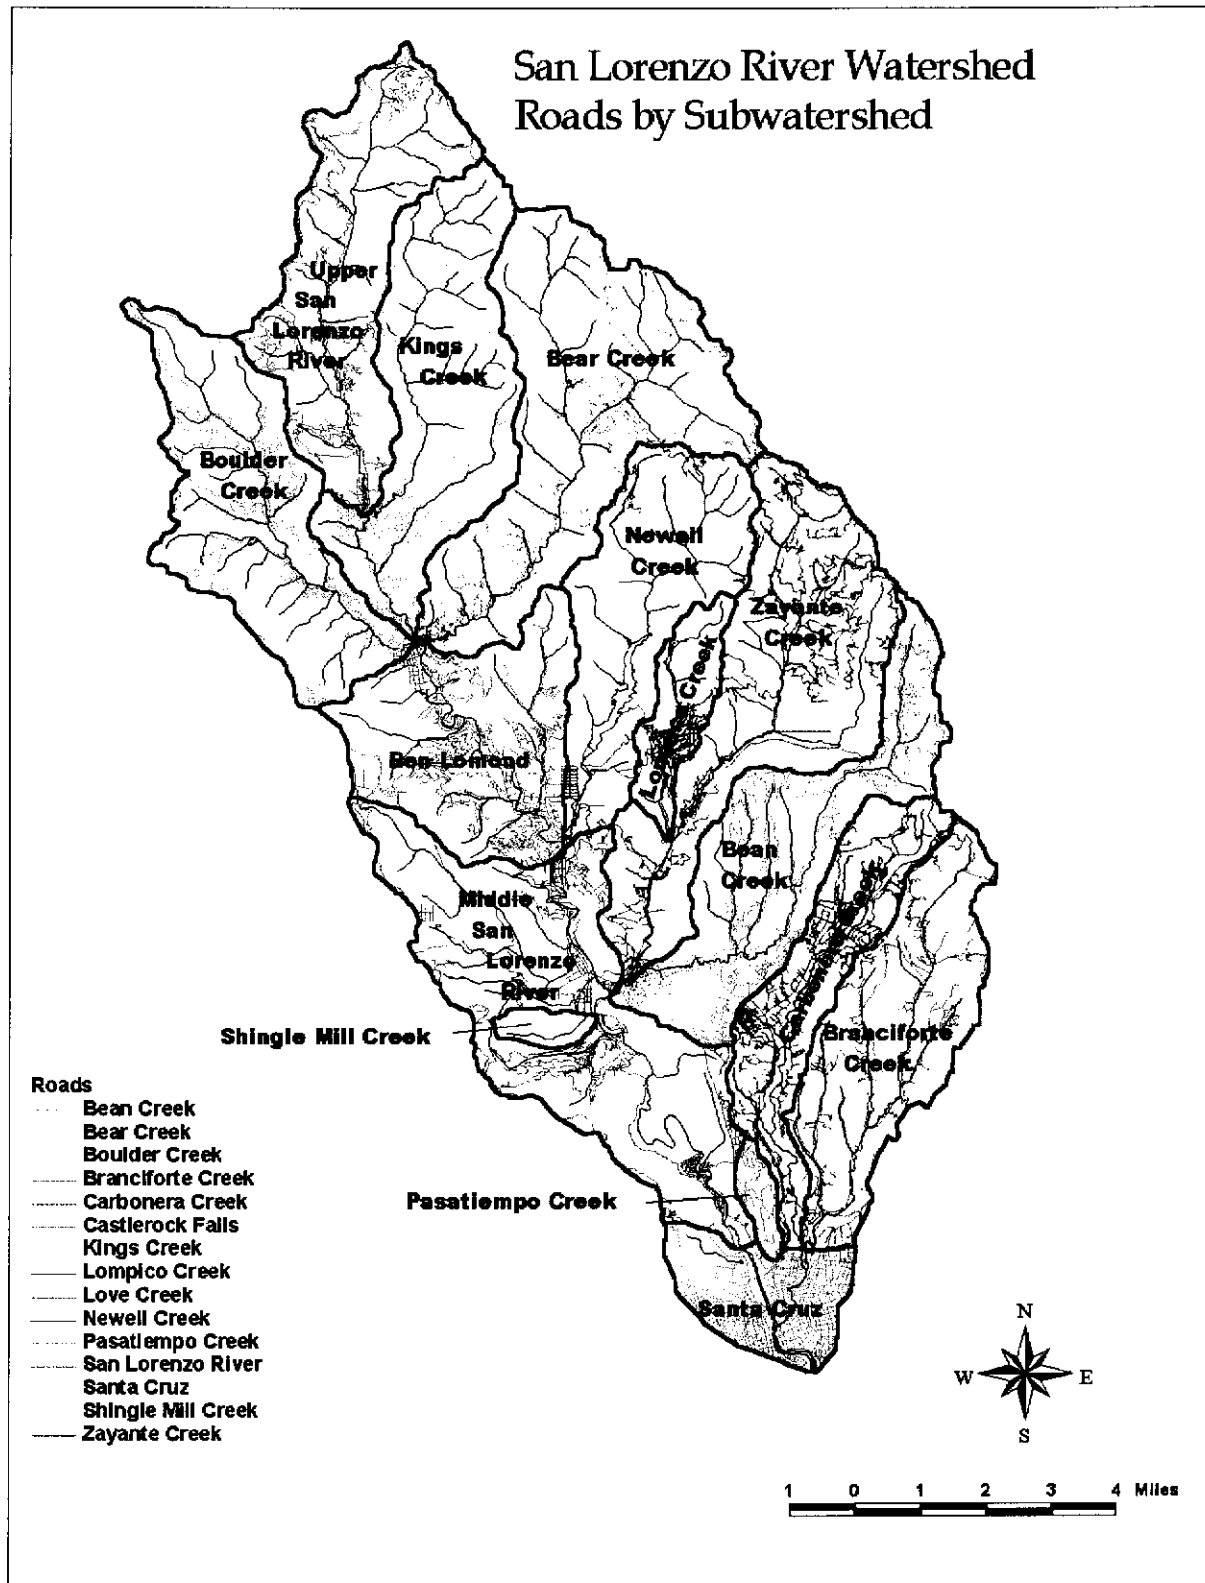 San Lorenzo River Watershed
Roads by Subwatershed
Upper
San
Lorenzo
River
Kings
Creek
Bear Creek
Boulder
Creek
Newell
Creek
Zayante
Creek
Lompico Creek
Ben Lomond
Bean
Creek
Carbonera Creek
Middle
San
Lorenzo
River
Shingle Mill Creek
Branciforte
Creek
Pasatiempo Creek
Santa Cruz
Roads
Bean Creek
Bear Creek
Boulder Creek
Branciforte Creek
Carbonera Creek
Castlerock Falls
Kings Creek
Lompico Creek
Love Creek
Newell Creek
Pasatiempo Creek
San Lorenzo River
Santa Cruz
Shingle Mill Creek
Zayante Creek
N
W E
S
1 0 1 2 3 4 Miles